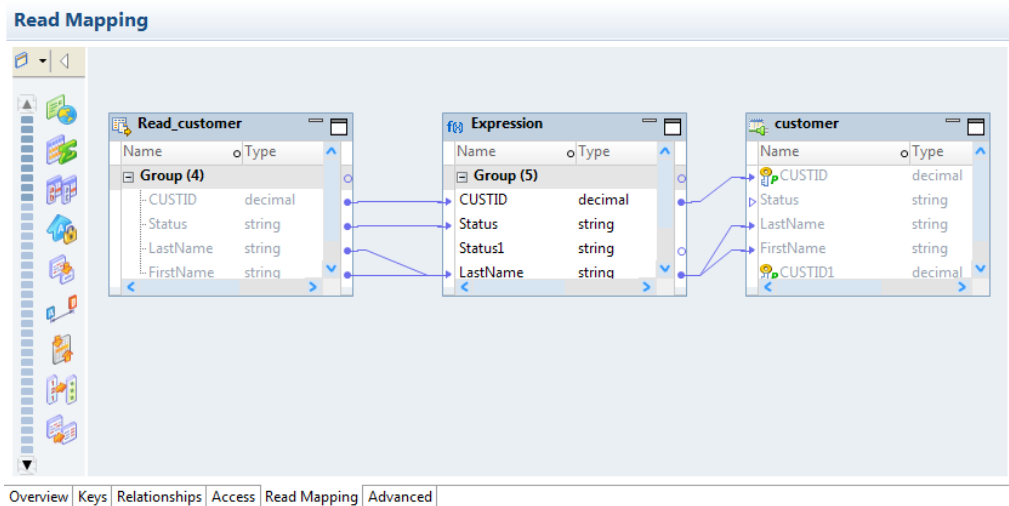 Read Mapping
Read_customer
Name Type
Group (4)
CUSTID decimal
Status string
LastName string
FirstName string
f(x) Expression
Name Type
Group (5)
CUSTID decimal
Status string
Status1 string
LastName string
customer
Name Type
CUSTID decimal
Status string
LastName string
FirstName string
CUSTID1 decimal
Overview Keys Relationships Access Read Mapping Advanced